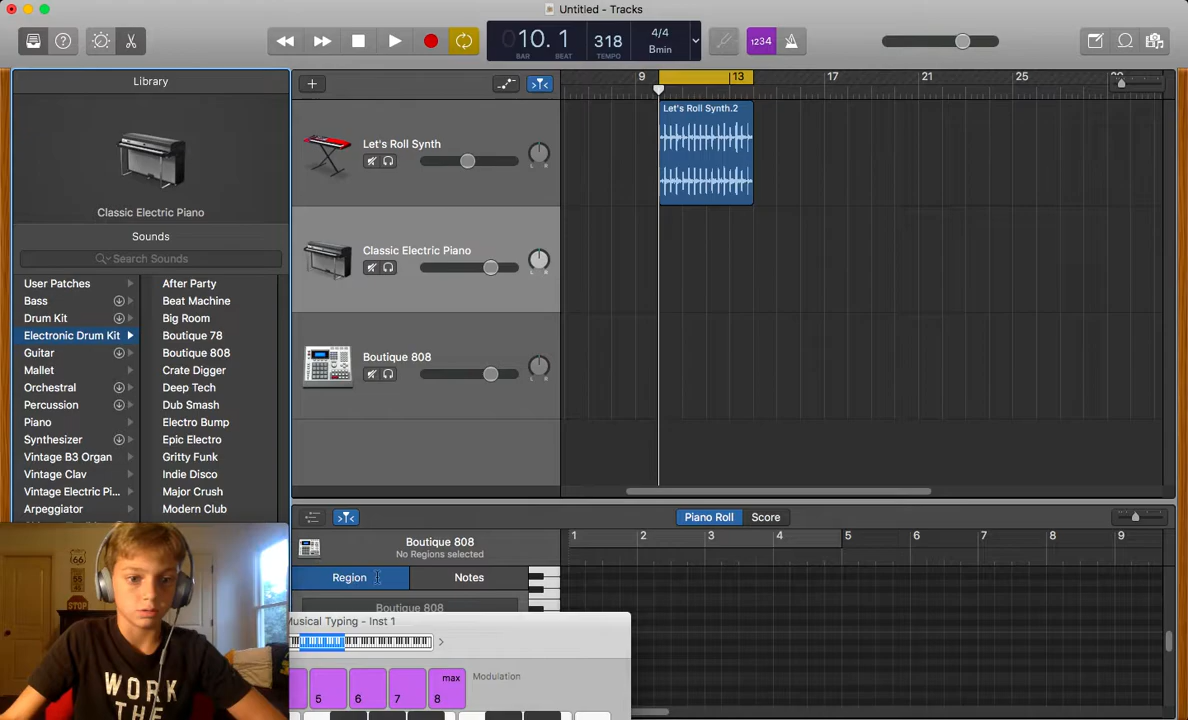 Untitled - Tracks
10. 1
BAR
BEAT
318
TEMPO
4/4
Bmin
1234
Library
Classic Electric Piano
Sounds
Search Sounds
User Patches
Bass
Drum Kit
Electronic Drum Kit
Guitar
Mallet
Orchestral
Percussion
Piano
Synthesizer
Vintage B3 Organ
Vintage Clav
Vintage Electric Pi...
Arpeggiator
After Party
Beat Machine
Big Room
Boutique 78
Boutique 808
Crate Digger
Deep Tech
Dub Smash
Electro Bump
Epic Electro
Gritty Funk
Indie Disco
Major Crush
Modern Club
9 13 17 21 25
Let's Roll Synth
L R
Let's Roll Synth.2
Classic Electric Piano
Boutique 808
L R
Piano Roll
Score
Boutique 808
No Regions selected
Region
Notes
1 2 3 4 5 6 7 8 9
Boutique 808
Musical Typing - Inst 1
max
5 6 7 8
Modulation
WORK
THE
66
STOP